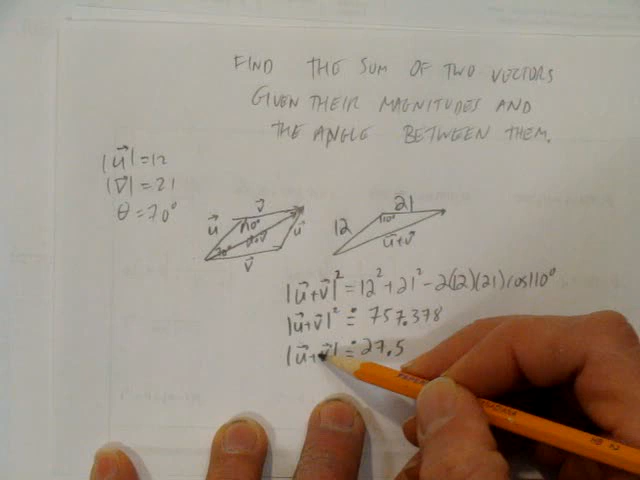 FIND THE SUM OF TWO VECTORS
GIVEN THEIR MAGNITUDES AND
THE ANGLE BETWEEN THEM.
|u⃗| = 12
|v⃗| = 21
θ = 70°
v⃗
u⃗
110°
u⃗+v⃗
70°
u⃗
v⃗
21
12
110°
u⃗+v⃗
|u⃗+v⃗|² = 12² + 21² - 2(12)(21) cos110°
|u⃗+v⃗|² ≐ 757.378
|u⃗+v⃗| ≐ 27.5